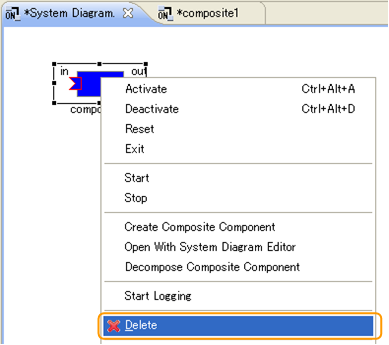 *System Diagram. *composite1
in out
compo
Activate Ctrl+Alt+A
Deactivate Ctrl+Alt+D
Reset
Exit
Start
Stop
Create Composite Component
Open With System Diagram Editor
Decompose Composite Component
Start Logging
Delete